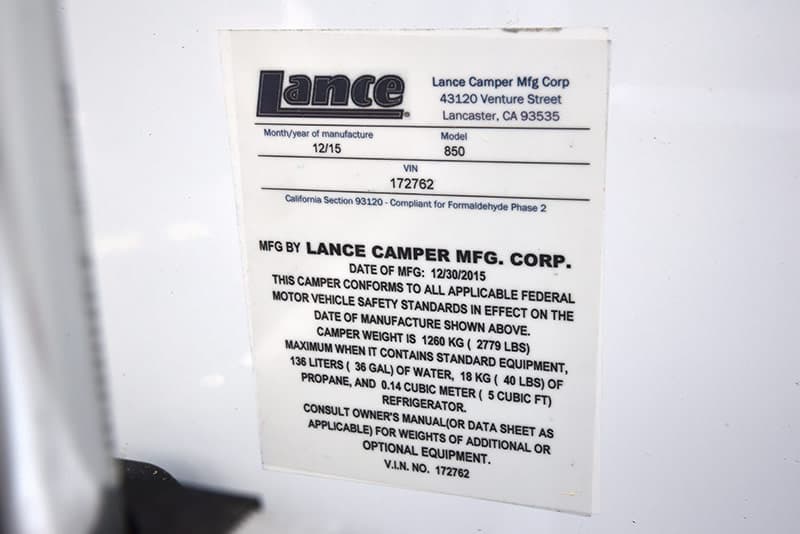 Lance
Lance Camper Mfg Corp
43120 Venture Street
Lancaster, CA 93535
Month/year of manufacture
12/15
Model
850
VIN
172762
California Section 93120 - Compliant for Formaldehyde Phase 2
MFG BY LANCE CAMPER MFG. CORP.
DATE OF MFG: 12/30/2015
THIS CAMPER CONFORMS TO ALL APPLICABLE FEDERAL
MOTOR VEHICLE SAFETY STANDARDS IN EFFECT ON THE
DATE OF MANUFACTURE SHOWN ABOVE.
CAMPER WEIGHT IS 1260 KG ( 2779 LBS)
MAXIMUM WHEN IT CONTAINS STANDARD EQUIPMENT,
136 LITERS ( 36 GAL) OF WATER, 18 KG ( 40 LBS) OF
PROPANE, AND 0.14 CUBIC METER ( 5 CUBIC FT)
REFRIGERATOR.
CONSULT OWNER'S MANUAL(OR DATA SHEET AS
APPLICABLE) FOR WEIGHTS OF ADDITIONAL OR
OPTIONAL EQUIPMENT.
V.I.N. NO. 172762